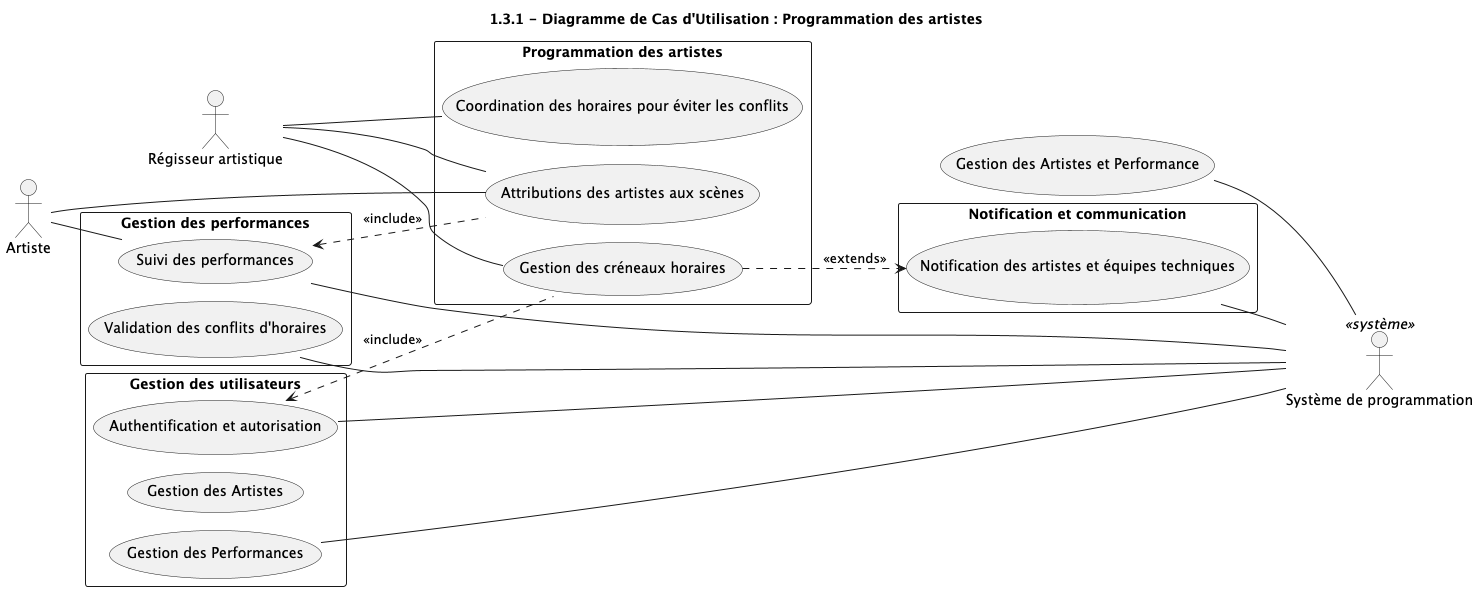 1.3.1 - Diagramme de Cas d'Utilisation : Programmation des artistes
Programmation des artistes
Coordination des horaires pour éviter les conflits
Régisseur artistique
Gestion des Artistes et Performance
Attributions des artistes aux scènes
Artiste
«include»
Gestion des performances
Suivi des performances
Notification et communication
Gestion des créneaux horaires
«extends»
Notification des artistes et équipes techniques
Validation des conflits d'horaires
«include»
«système»
Système de programmation
Gestion des utilisateurs
Authentification et autorisation
Gestion des Artistes
Gestion des Performances